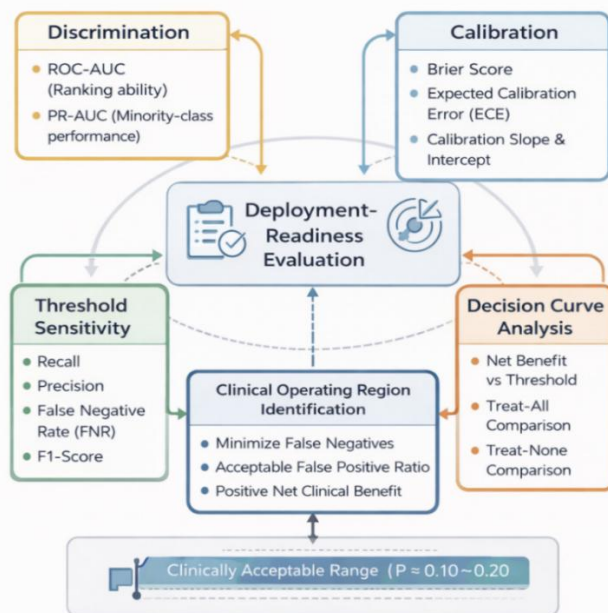 Discrimination
• ROC-AUC
(Ranking ability)
• PR-AUC (Minority-class
performance)
Calibration
• Brier Score
• Expected Calibration
Error (ECE)
• Calibration Slope &
Intercept
Deployment-
Readiness
Evaluation
Threshold
Sensitivity
• Recall
• Precision
• False Negative
Rate (FNR)
• F1-Score
Decision Curve
Analysis
• Net Benefit
vs Threshold
• Treat-All
Comparison
• Treat-None
Comparison
Clinical Operating Region
Identification
• Minimize False Negatives
• Acceptable False Positive Ratio
• Positive Net Clinical Benefit
Clinically Acceptable Range (P ≈ 0.10~0.20